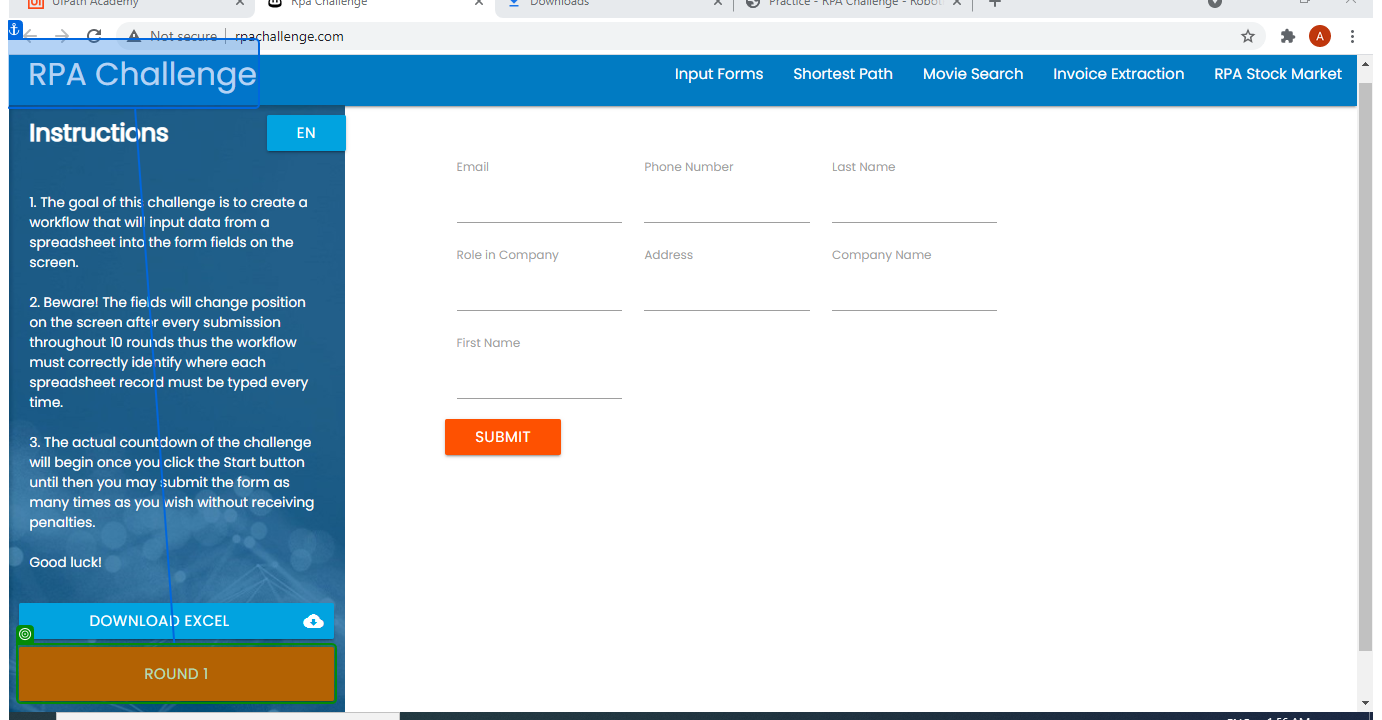 UiPath Academy
Rpa Challenge
Downloads
Practice - RPA Challenge - Robot
Not secure
rpachallenge.com
A
RPA Challenge
Input Forms
Shortest Path
Movie Search
Invoice Extraction
RPA Stock Market
Instructions
EN
1. The goal of this challenge is to create a
workflow that will input data from a
spreadsheet into the form fields on the
screen.
2. Beware! The fields will change position
on the screen after every submission
throughout 10 rounds thus the workflow
must correctly identify where each
spreadsheet record must be typed every
time.
3. The actual countdown of the challenge
will begin once you click the Start button
until then you may submit the form as
many times as you wish without receiving
penalties.
Good luck!
DOWNLOAD EXCEL
ROUND 1
Email
Phone Number
Last Name
Role in Company
Address
Company Name
First Name
SUBMIT